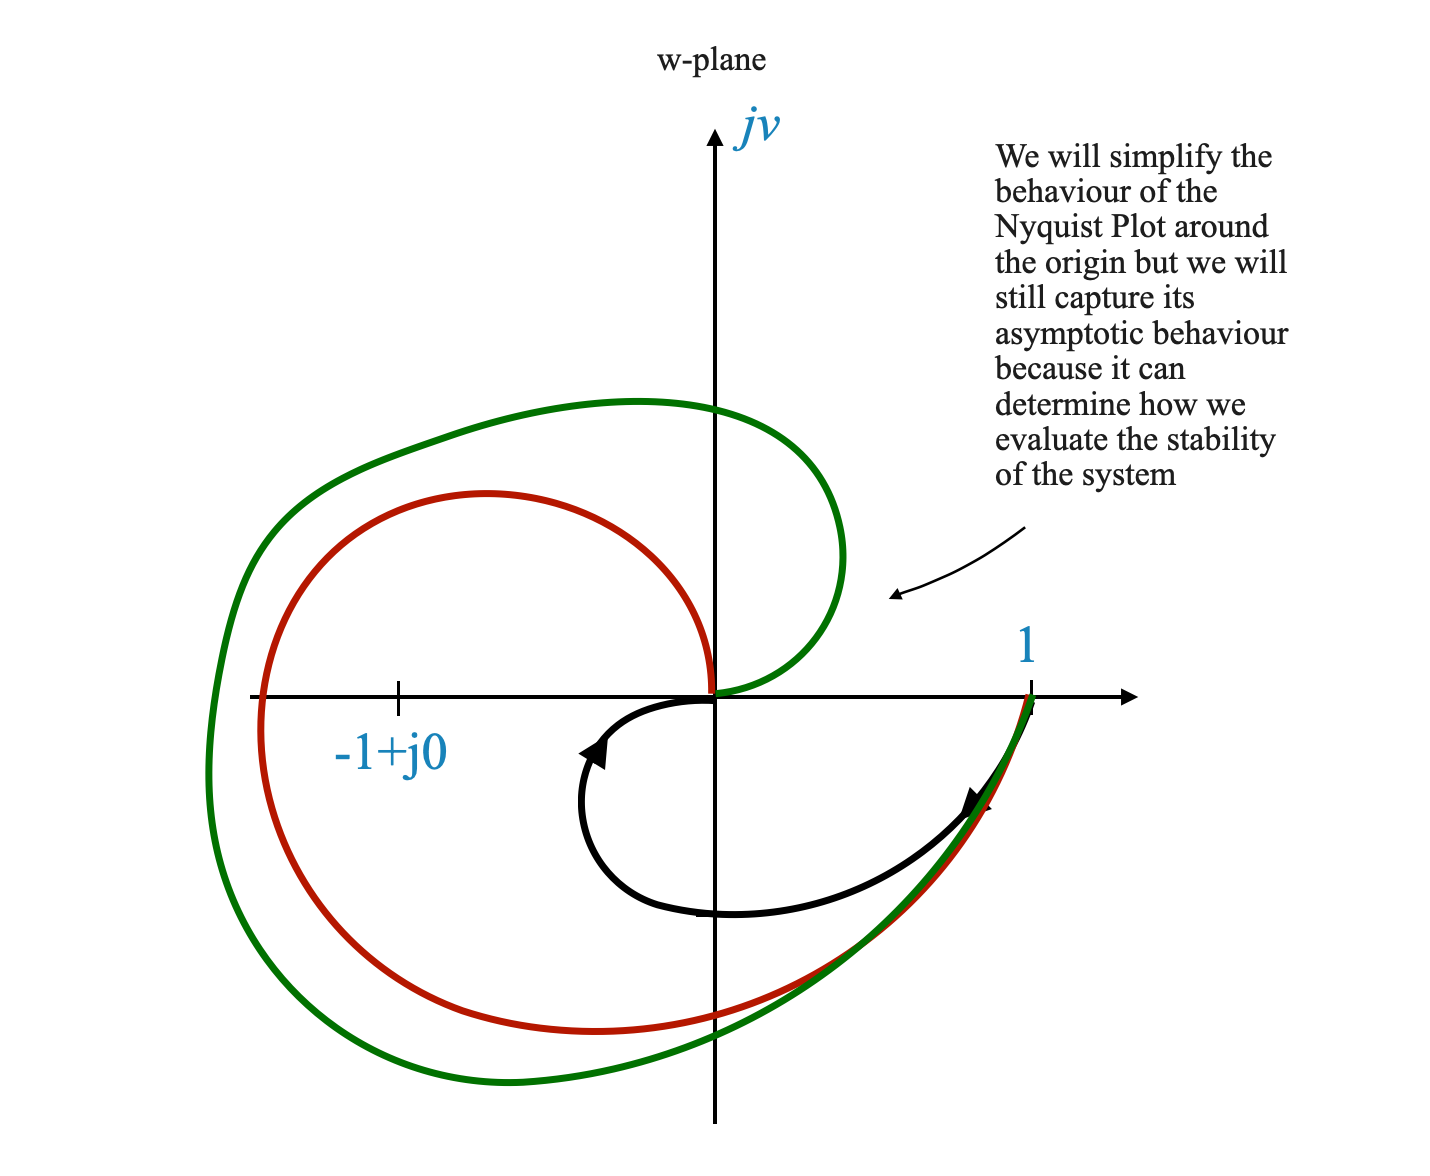 w-plane
jv
We will simplify the
behaviour of the
Nyquist Plot around
the origin but we will
still capture its
asymptotic behaviour
because it can
determine how we
evaluate the stability
of the system
1
-1+j0